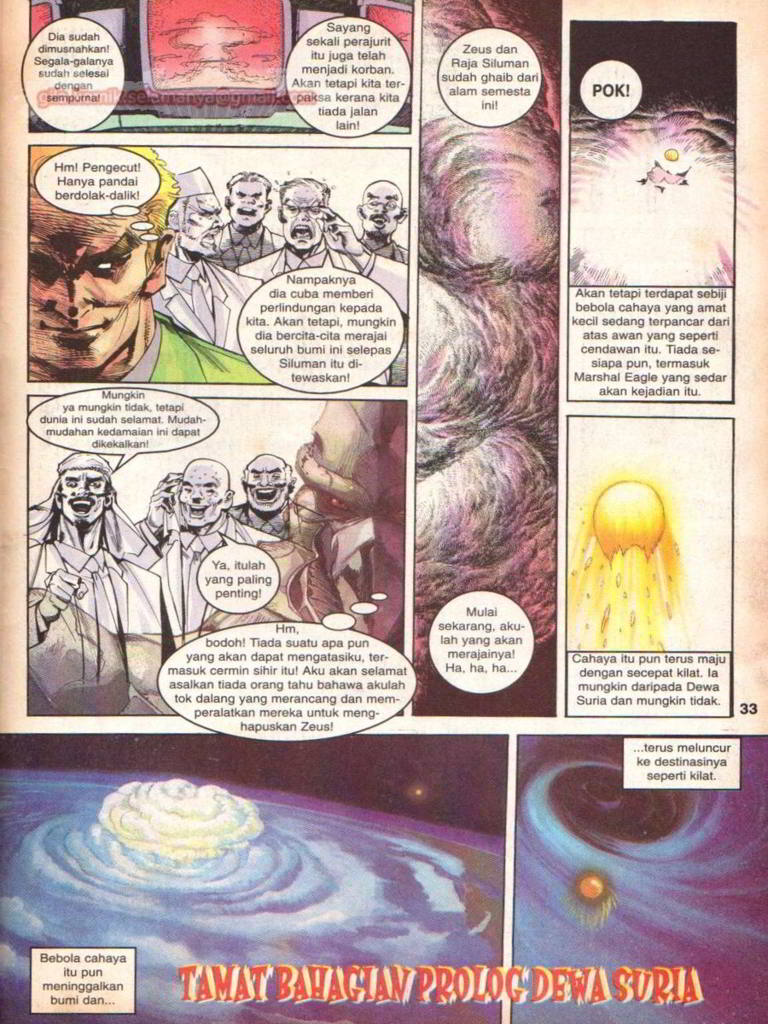 Dia sudah
dimusnahkan!
Segala-galanya
sudah selesai
dengan
sempurna!
Sayang
sekali perajurit
itu juga telah
menjadi korban.
Akan tetapi kita ter-
paksa kerana kita
tiada jalan
lain!
Hm! Pengecut!
Hanya pandai
berdolak-dalik!
Nampaknya
dia cuba memberi
perlindungan kepada
kita. Akan tetapi, mungkin
dia bercita-cita merajai
seluruh bumi ini selepas
Siluman itu di-
tewaskan!
Mungkin
ya mungkin tidak, tetapi
dunia ini sudah selamat. Mudah-
mudahan kedamaian ini dapat
dikekalkan!
Ya, itulah
yang paling
penting!
Hm,
bodoh! Tiada suatu apa pun
yang akan dapat mengatasiku, ter-
masuk cermin sihir itu! Aku akan selamat
asalkan tiada orang tahu bahawa akulah
tok dalang yang merancang dan mem-
peralatkan mereka untuk meng-
hapuskan Zeus!
Zeus dan
Raja Siluman
sudah ghaib dari
alam semesta
ini!
Mulai
sekarang, aku-
lah yang akan
merajainya!
Ha, ha, ha...
POK!
Akan tetapi terdapat sebiji
bebola cahaya yang amat
kecil sedang terpancar dari
atas awan yang seperti
cendawan itu. Tiada se-
siapa pun, termasuk
Marshal Eagle yang sedar
akan kejadian itu.
Cahaya itu pun terus maju
dengan secepat kilat. Ia
mungkin daripada Dewa
Suria dan mungkin tidak.
33
Bebola cahaya
itu pun
meninggalkan
bumi dan...
...terus meluncur
ke destinasinya
seperti kilat.
TAMAT BAHAGIAN PROLOG DEWA SURIA